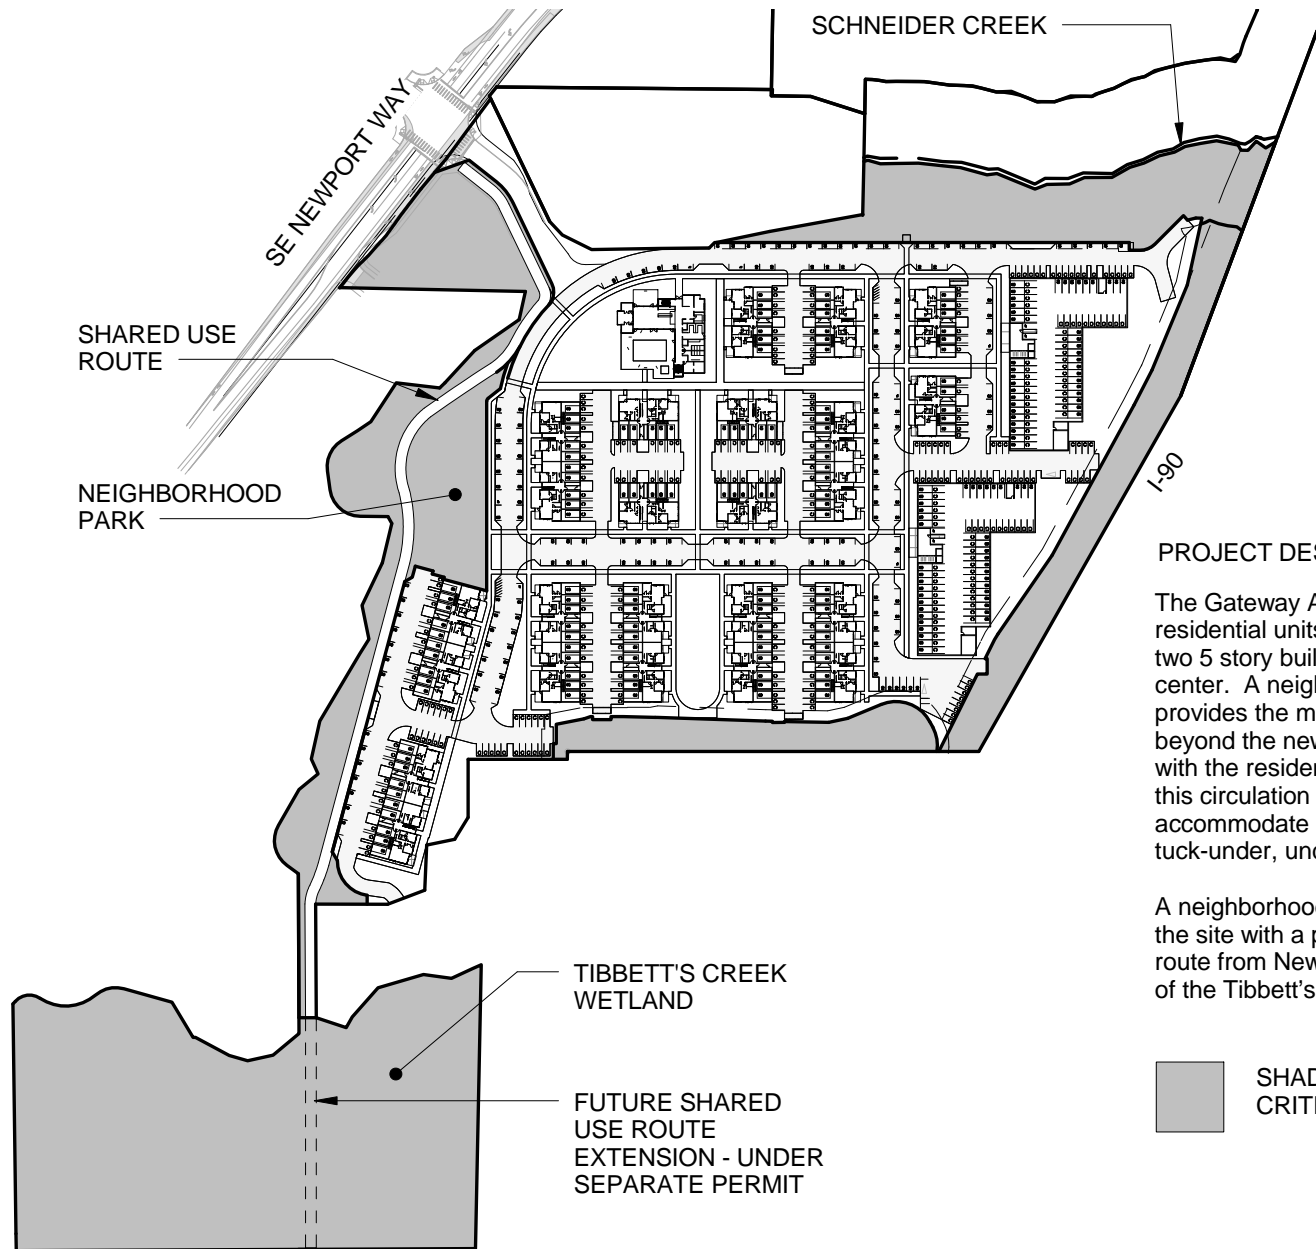 SCHNEIDER CREEK
SE NEWPORT WAY
SHARED USE
ROUTE
NEIGHBORHOOD
PARK
I-90
PROJECT DES
The Gateway A
residential units
two 5 story buil
center. A neigh
provides the m
beyond the new
with the residen
this circulation
accommodate
tuck-under, und
A neighborhood
the site with a p
route from New
of the Tibbett's
TIBBETT'S CREEK
WETLAND
FUTURE SHARED
USE ROUTE
EXTENSION - UNDER
SEPARATE PERMIT
SHAD
CRITI